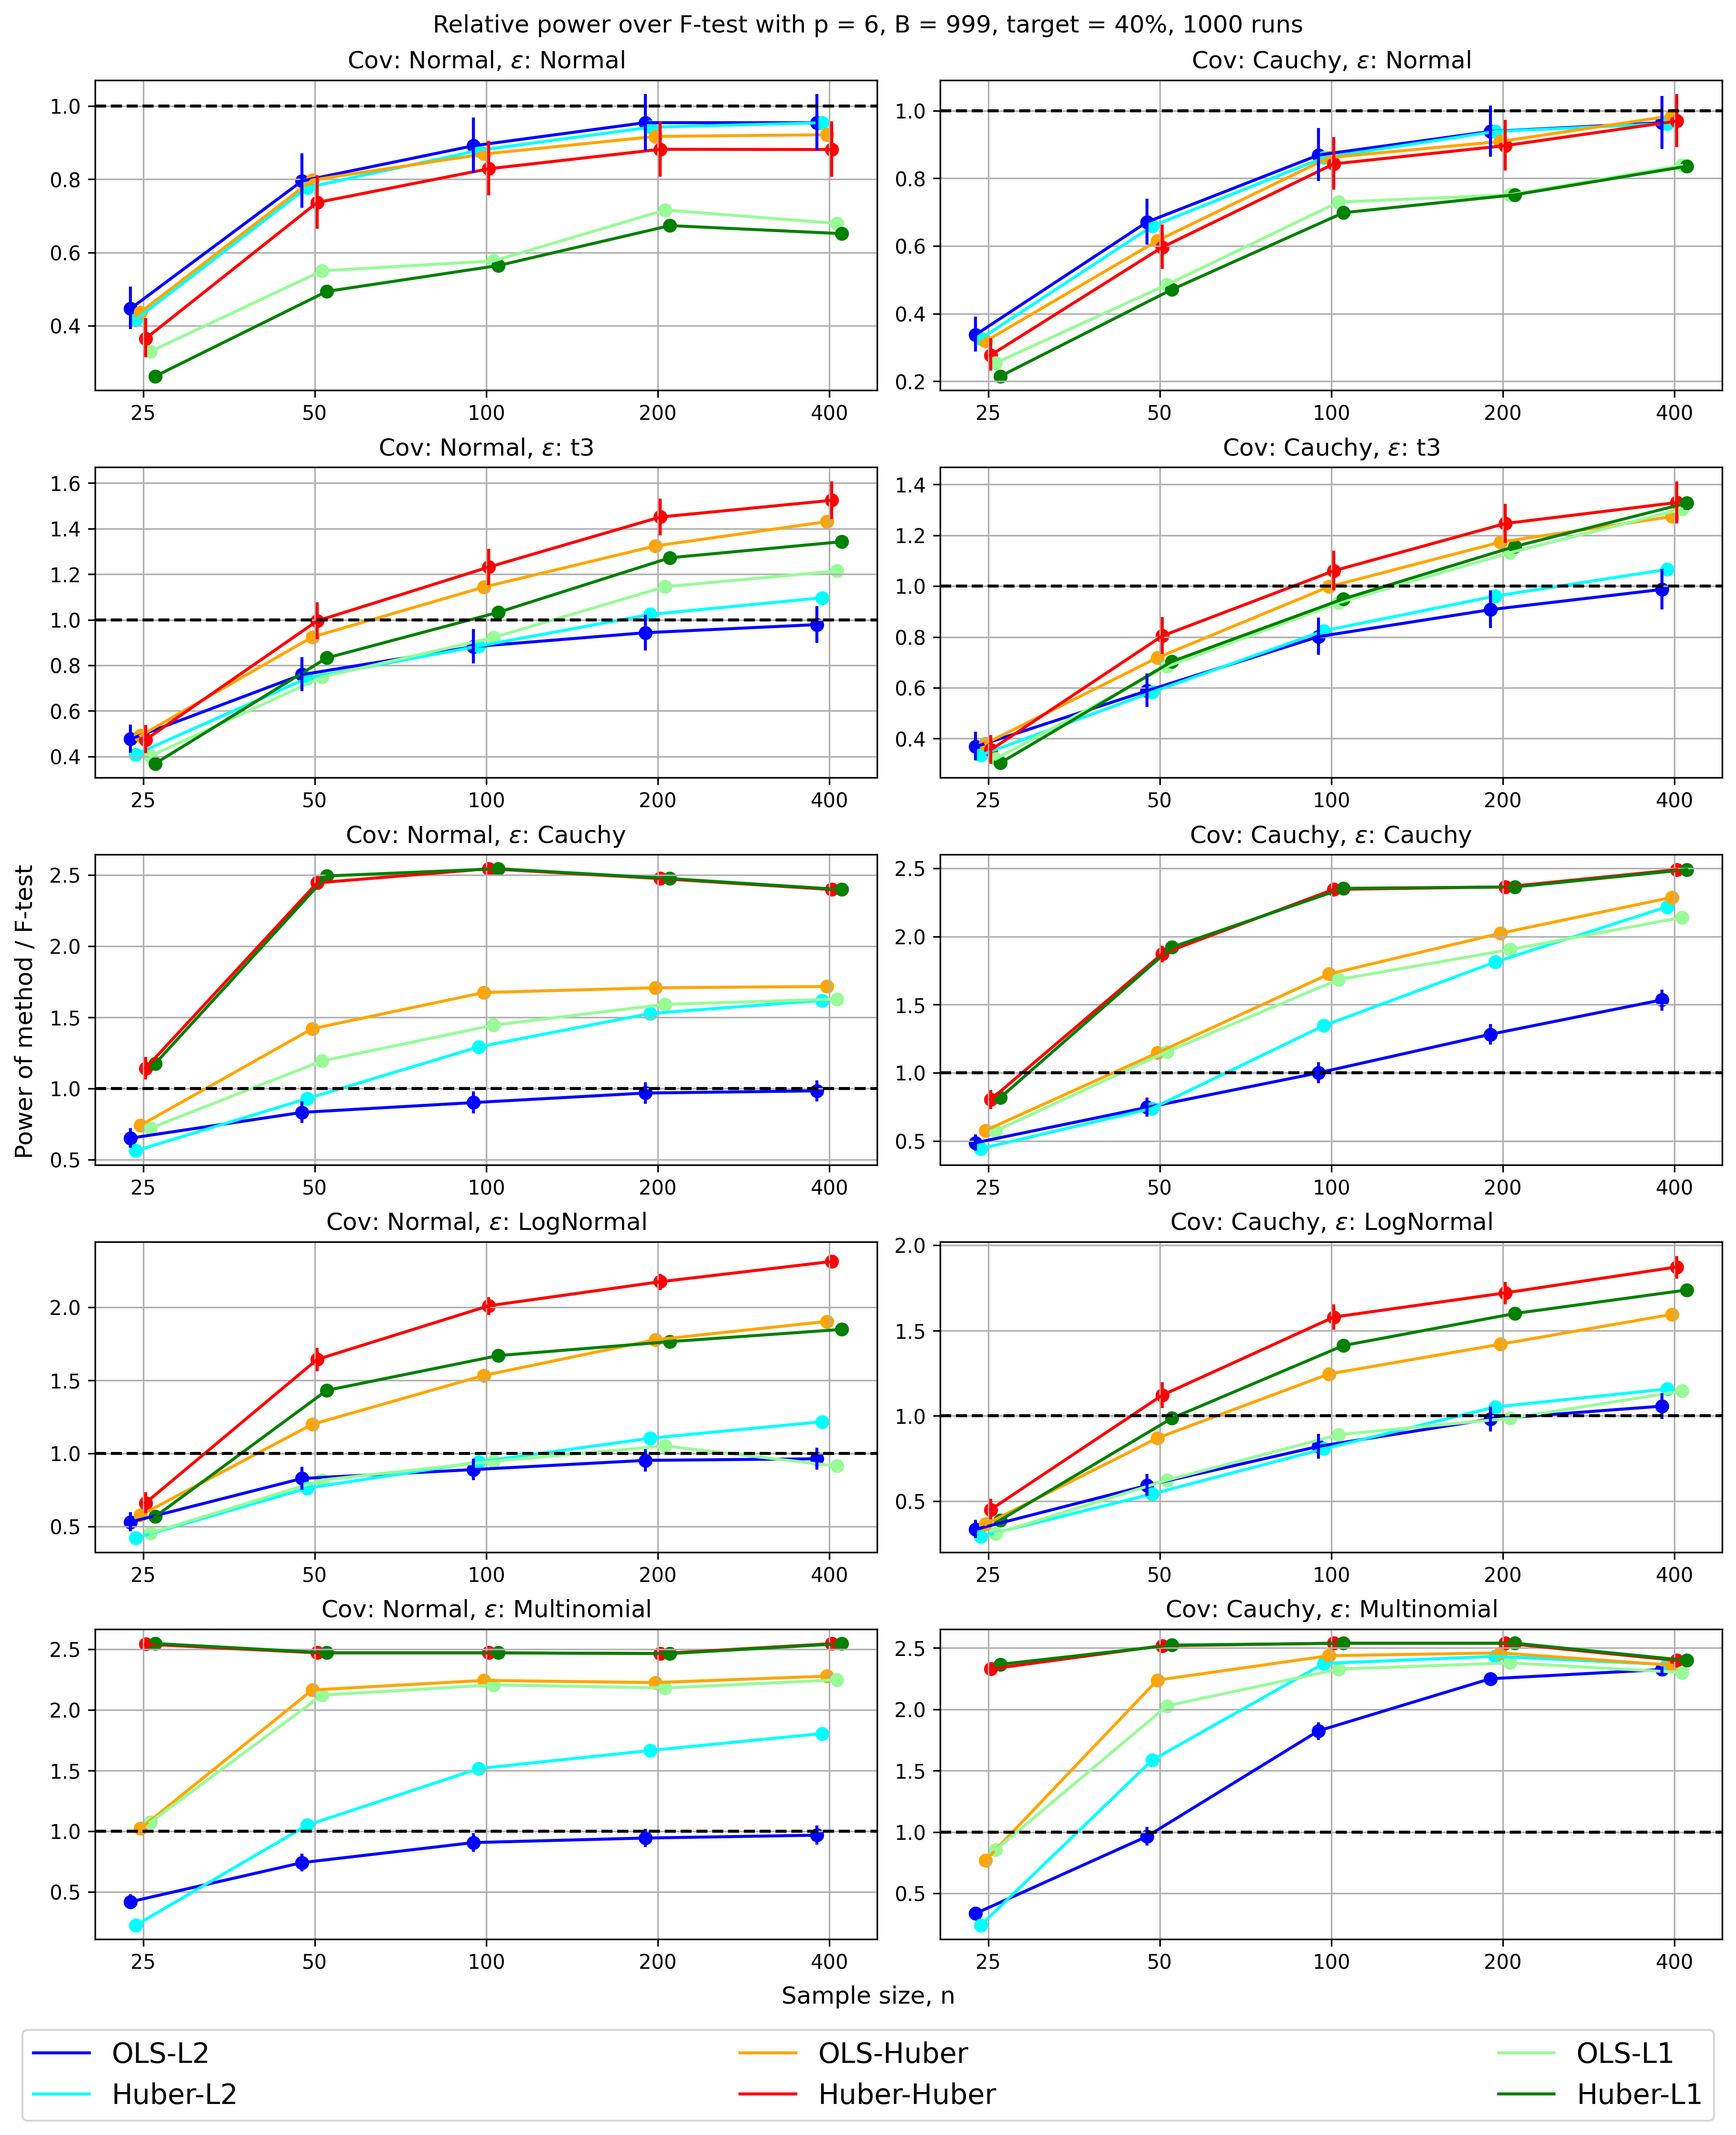 Relative power over F-test with p = 6, B = 999, target = 40%, 1000 runs
Cov: Normal, ε: Normal
1.0
0.8
0.6
0.4
25 50 100 200 400
Cov: Cauchy, ε: Normal
1.0
0.8
0.6
0.4
0.2
25 50 100 200 400
Cov: Normal, ε: t3
1.6
1.4
1.2
1.0
0.8
0.6
0.4
25 50 100 200 400
Cov: Cauchy, ε: t3
1.4
1.2
1.0
0.8
0.6
0.4
25 50 100 200 400
Power of method / F-test
Cov: Normal, ε: Cauchy
2.5
2.0
1.5
1.0
0.5
25 50 100 200 400
Cov: Cauchy, ε: Cauchy
2.5
2.0
1.5
1.0
0.5
25 50 100 200 400
Cov: Normal, ε: LogNormal
2.0
1.5
1.0
0.5
25 50 100 200 400
Cov: Cauchy, ε: LogNormal
2.0
1.5
1.0
0.5
25 50 100 200 400
Cov: Normal, ε: Multinomial
2.5
2.0
1.5
1.0
0.5
25 50 100 200 400
Cov: Cauchy, ε: Multinomial
2.5
2.0
1.5
1.0
0.5
25 50 100 200 400
Sample size, n
OLS-L2
Huber-L2
OLS-Huber
Huber-Huber
OLS-L1
Huber-L1